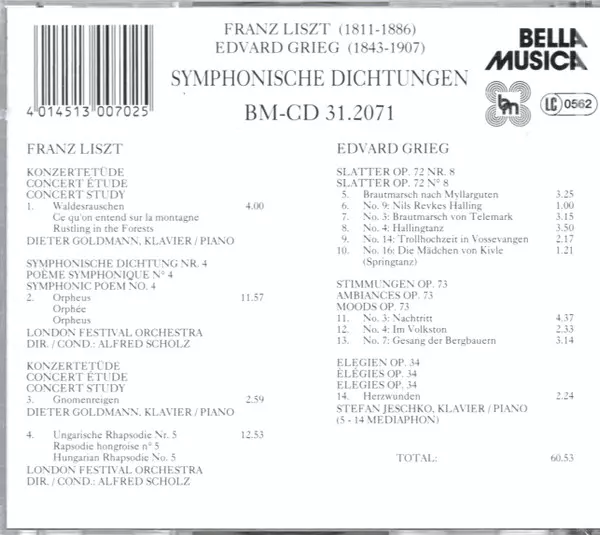 FRANZ LISZT (1811-1886)
EDVARD GRIEG (1843-1907)
SYMPHONISCHE DICHTUNGEN
BM-CD 31.2071
BELLA
MUSICA
bm
LC 0562
4 014513 007025
FRANZ LISZT
KONZERTETÜDE
CONCERT ÉTUDE
CONCERT STUDY
1. Waldesrauschen 4.00
Ce qu'on entend sur la montagne
Rustling in the Forests
DIETER GOLDMANN, KLAVIER/PIANO
SYMPHONISCHE DICHTUNG NR. 4
POÈME SYMPHONIQUE N° 4
SYMPHONIC POEM NO. 4
2. Orpheus 11.57
Orphée
Orpheus
LONDON FESTIVAL ORCHESTRA
DIR. / COND.: ALFRED SCHOLZ
KONZERTETÜDE
CONCERT ÉTUDE
CONCERT STUDY
3. Gnomenreigen 2.59
DIETER GOLDMANN, KLAVIER/PIANO
4. Ungarische Rhapsodie Nr. 5 12.53
Rapsodie hongroise n° 5
Hungarian Rhapsodie No. 5
LONDON FESTIVAL ORCHESTRA
DIR. / COND.: ALFRED SCHOLZ
EDVARD GRIEG
SLATTER OP. 72 NR. 8
SLATTER OP. 72 N° 8
5. Brautmarsch nach Myllarguten 3.25
6. No. 9: Nils Revkes Halling 1.00
7. No. 3: Brautmarsch von Telemark 3.15
8. No. 4: Hallingtanz 3.50
9. No. 14: Trollhochzeit in Vossevangen 2.17
10. No. 16: Die Mädchen von Kivle 1.21
(Springtanz)
STIMMUNGEN OP. 73
AMBIANCES OP. 73
MOODS OP. 73
11. No. 3: Nachtritt 4.37
12. No. 4: Im Volkston 2.33
13. No. 7: Gesang der Bergbauern 3.14
ELEGIEN OP. 34
ÉLÉGIES OP. 34
ELEGIES OP. 34
14. Herzwunden 2.24
STEFAN JESCHKO, KLAVIER/PIANO
(5 - 14 MEDIAPHON)
TOTAL: 60.53